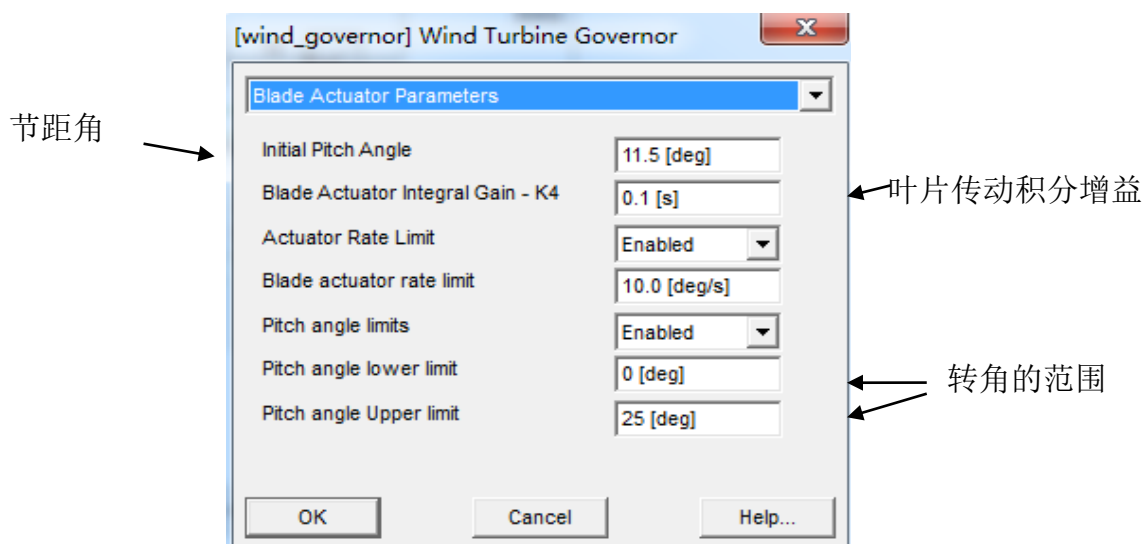 [wind_governor] Wind Turbine Governor
Blade Actuator Parameters
节距角
Initial Pitch Angle 11.5 [deg]
Blade Actuator Integral Gain - K4 0.1 [s] 叶片传动积分增益
Actuator Rate Limit Enabled
Blade actuator rate limit 10.0 [deg/s]
Pitch angle limits Enabled
Pitch angle lower limit 0 [deg] 转角的范围
Pitch angle Upper limit 25 [deg]
OK Cancel Help...